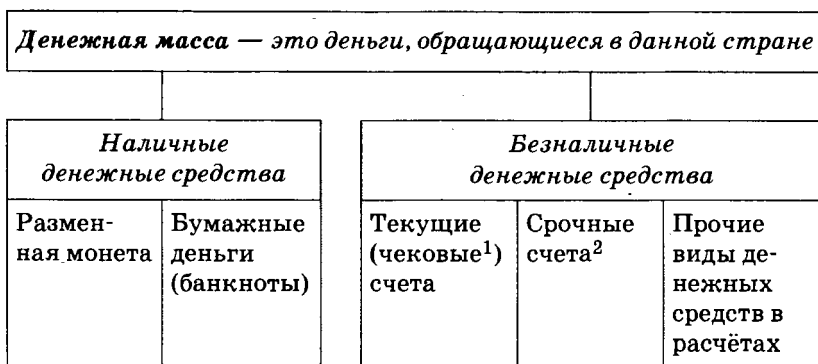 Денежная масса — это деньги, обращающиеся в данной стране
Наличные
денежные средства
Безналичные
денежные средства
Размен-
ная монета
Бумажные
деньги
(банкноты)
Текущие
(чековые¹)
счета
Срочные
счета²
Прочие
виды де-
нежных
средств в
расчётах